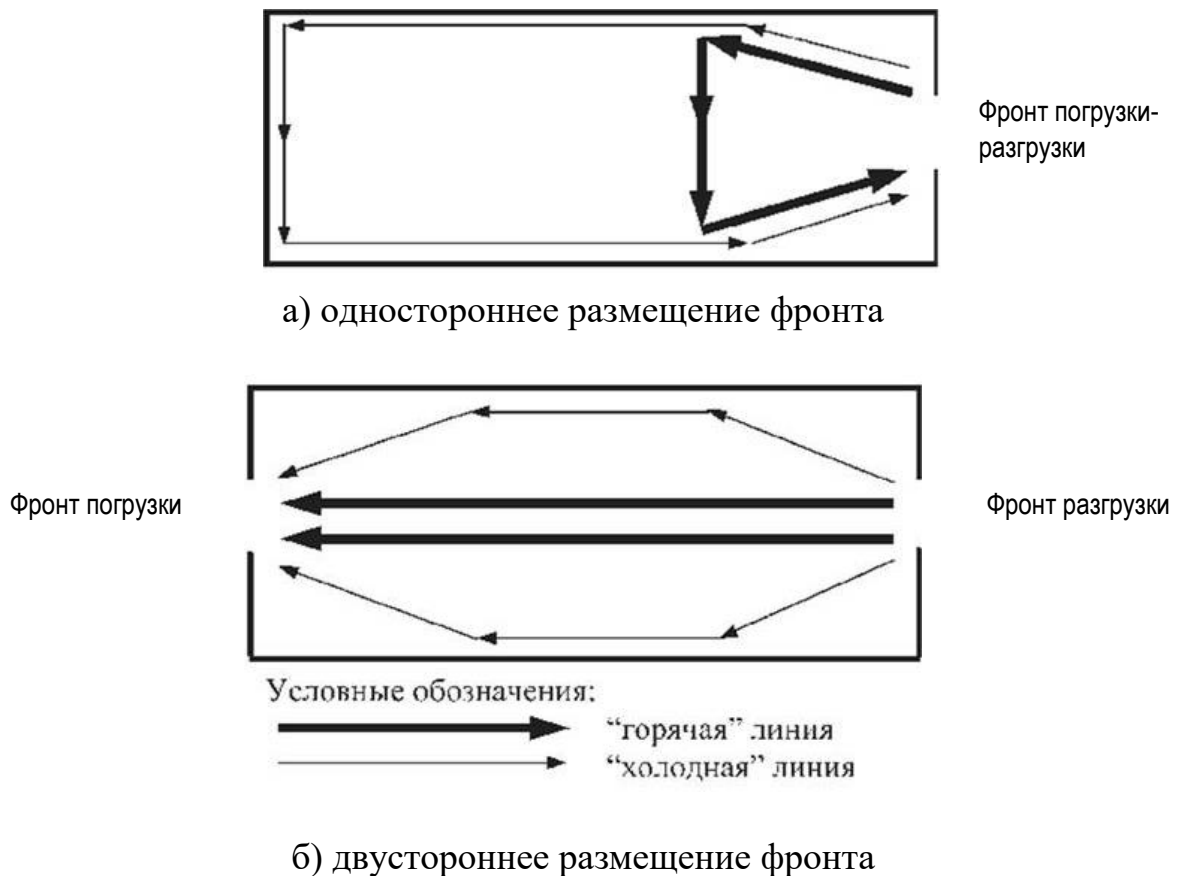 Фронт погрузки-
разгрузки
а) одностороннее размещение фронта
Фронт погрузки
Фронт разгрузки
Условные обозначения:
“горячая” линия
“холодная” линия
б) двустороннее размещение фронта